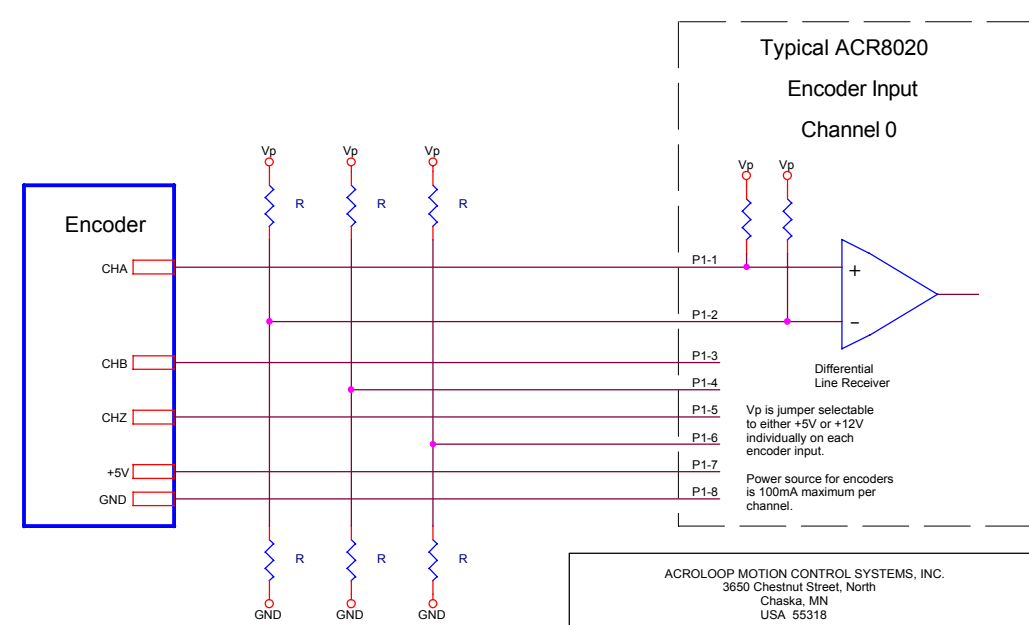 Typical ACR8020
Encoder Input
Channel 0
Vp
Vp
Vp
Vp
Vp
R
R
R
Encoder
CHA
P1-1
+
P1-2
-
CHB
P1-3
Differential
Line Receiver
P1-4
CHZ
P1-5
P1-6
Vp is jumper selectable
to either +5V or +12V
individually on each
encoder input.
+5V
P1-7
GND
P1-8
Power source for encoders
is 100mA maximum per
channel.
R
R
R
GND
GND
GND
ACROLOOP MOTION CONTROL SYSTEMS, INC.
3650 Chestnut Street, North
Chaska, MN
USA 55318